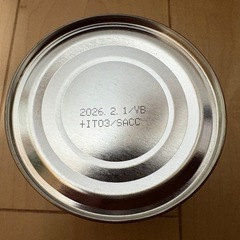 2026. 2. 1/VB
+IT03/SACC